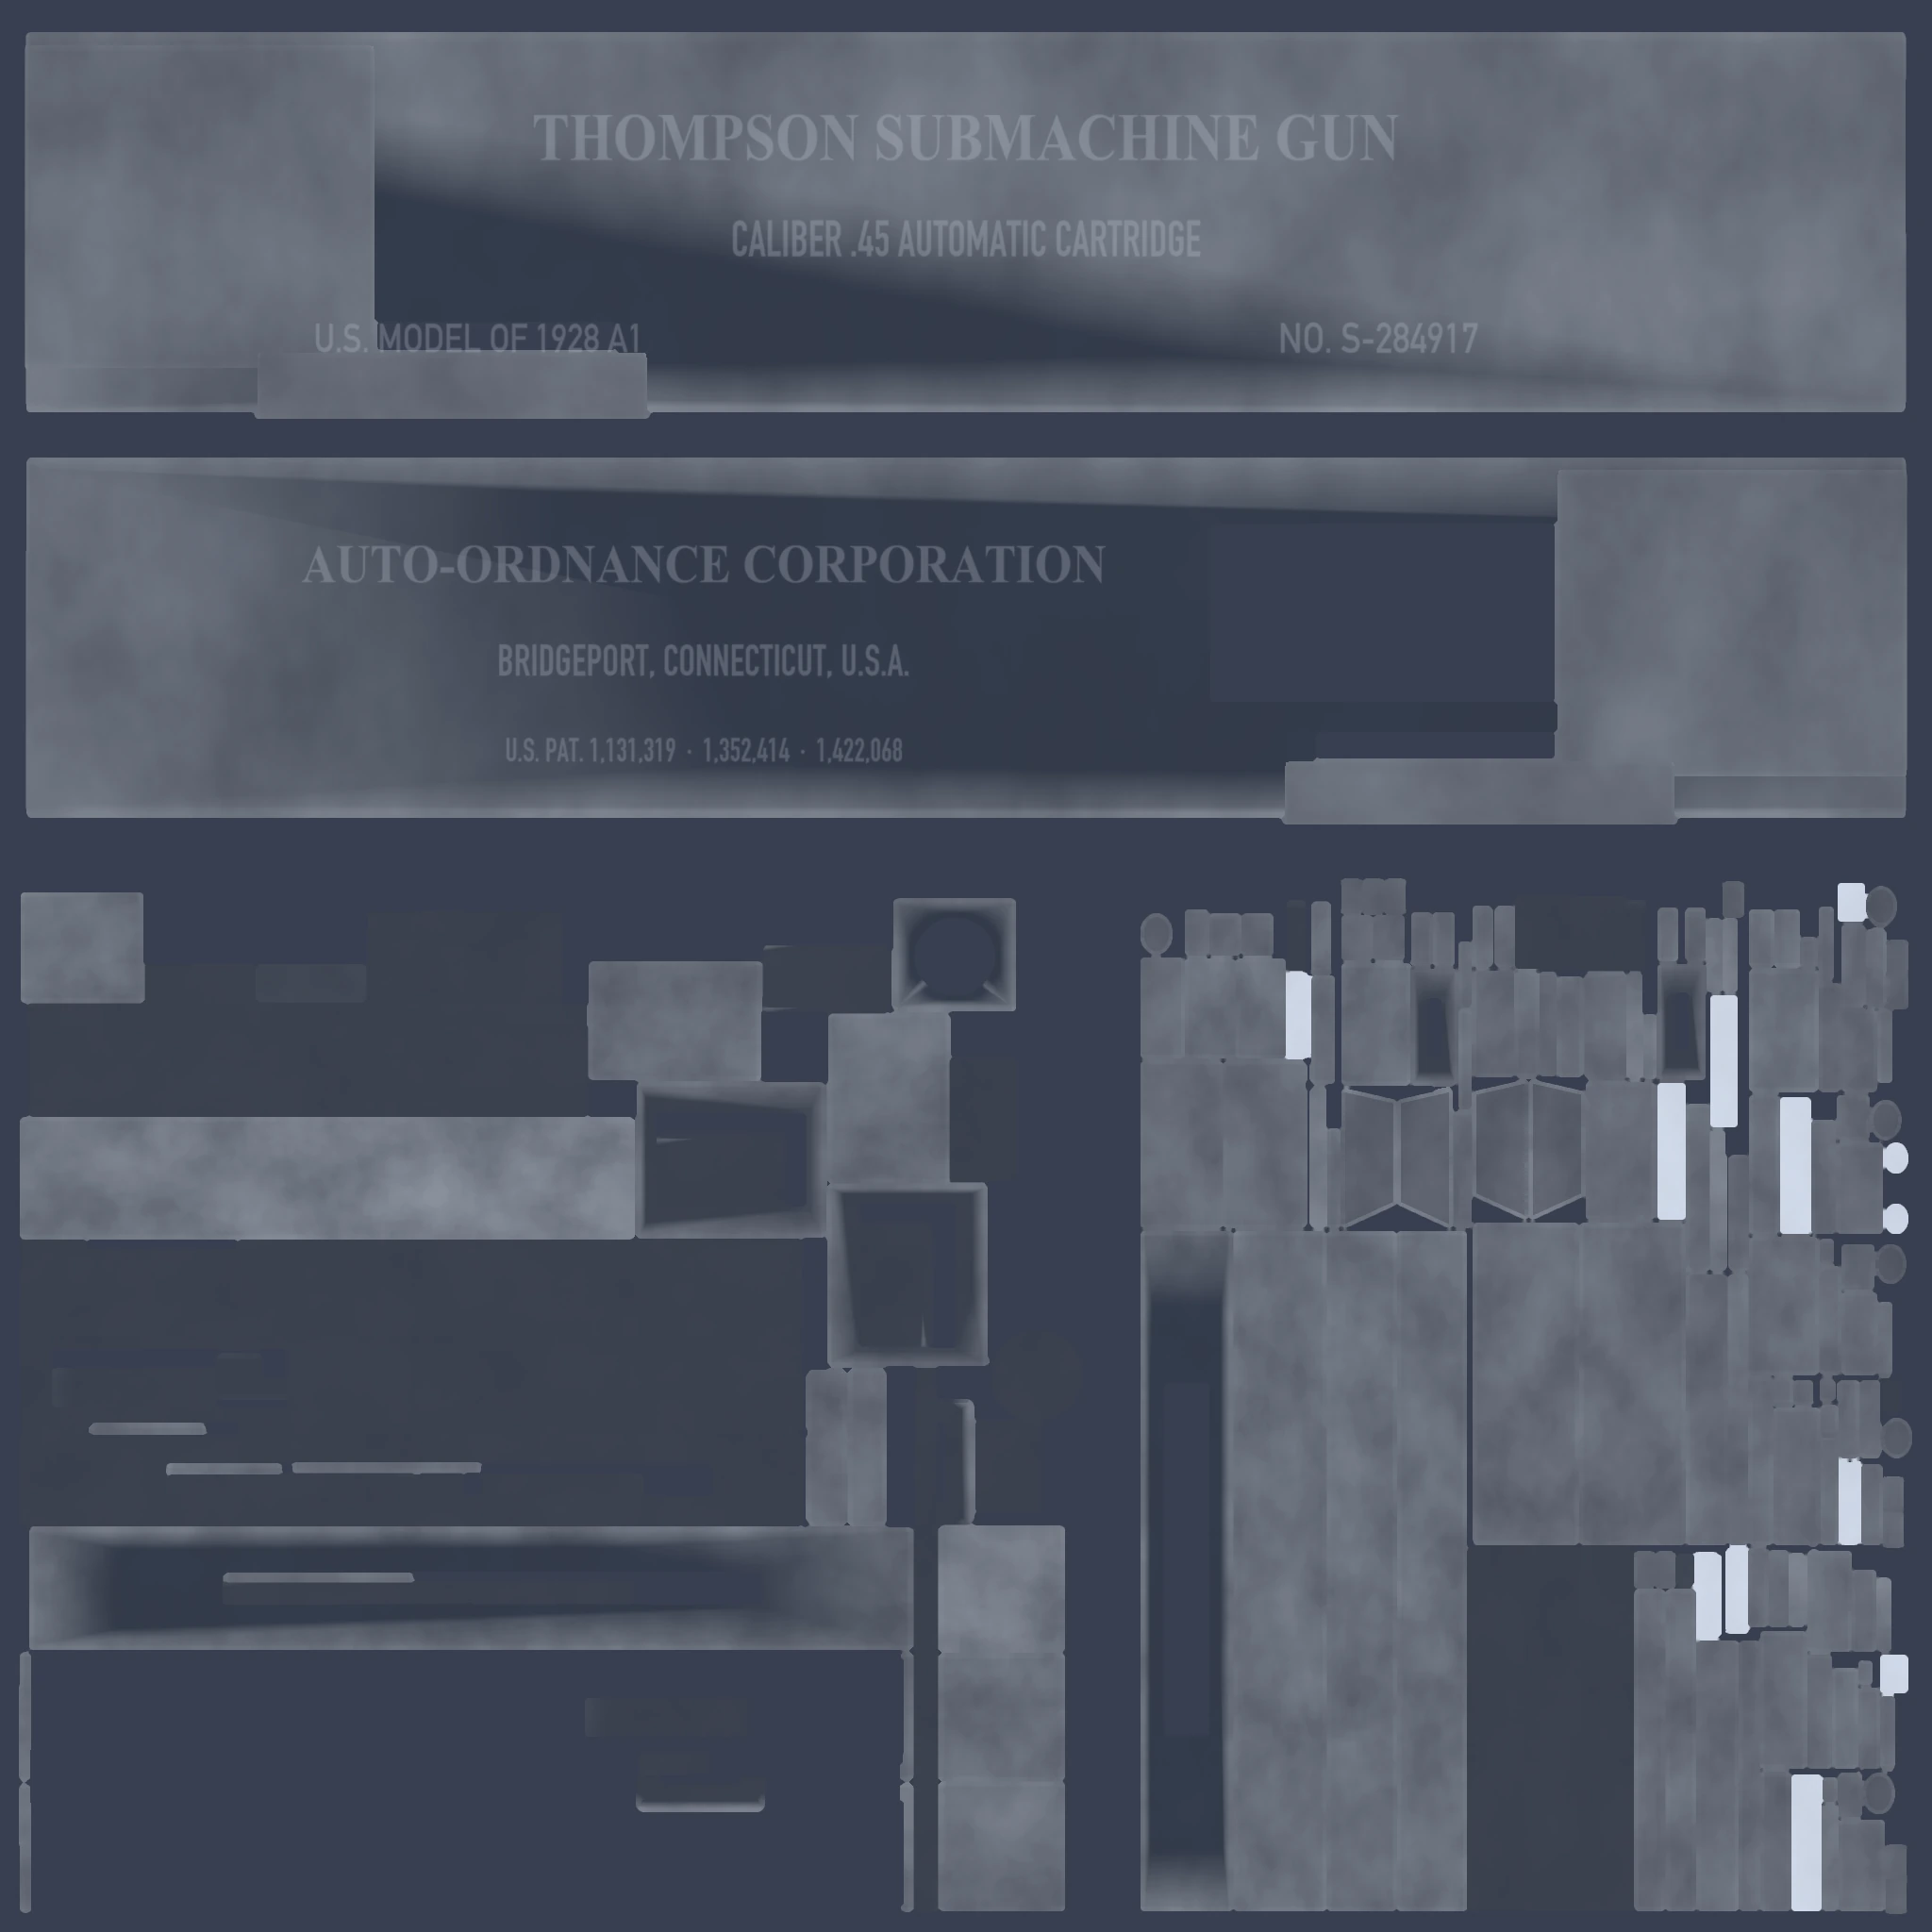 THOMPSON SUBMACHINE GUN
CALIBER .45 AUTOMATIC CARTRIDGE
U.S. MODEL OF 1928 A1
NO. S-284917
AUTO-ORDNANCE CORPORATION
BRIDGEPORT, CONNECTICUT, U.S.A.
U.S. PAT. 1,131,319 · 1,352,414 · 1,422,068